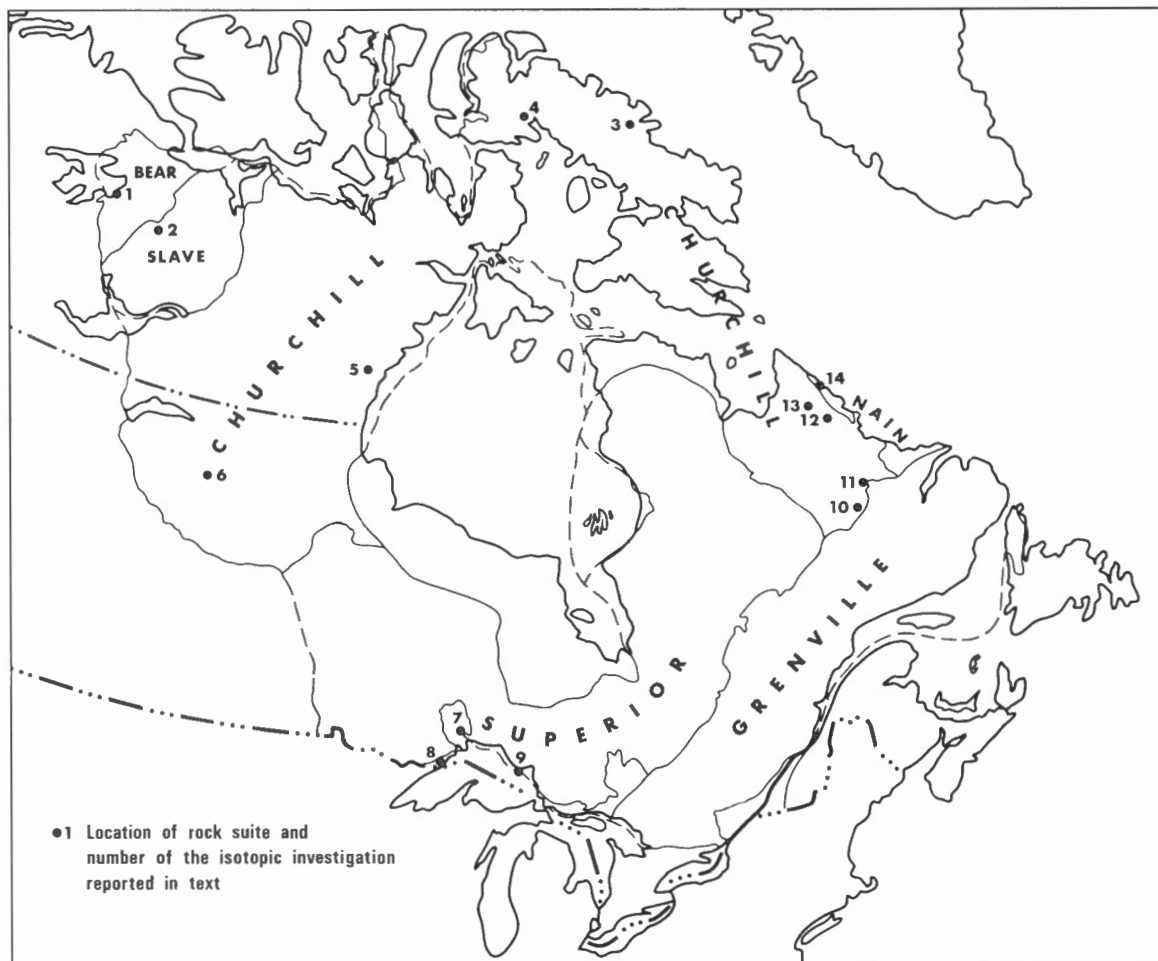 4
3
BEAR
1
2
SLAVE
CHURCHILL
CHURCHILL
5
14
NAIN
13
12
6
11
10
GRENVILLE
SUPERIOR
7
8
9
●1 Location of rock suite and
number of the isotopic investigation
reported in text